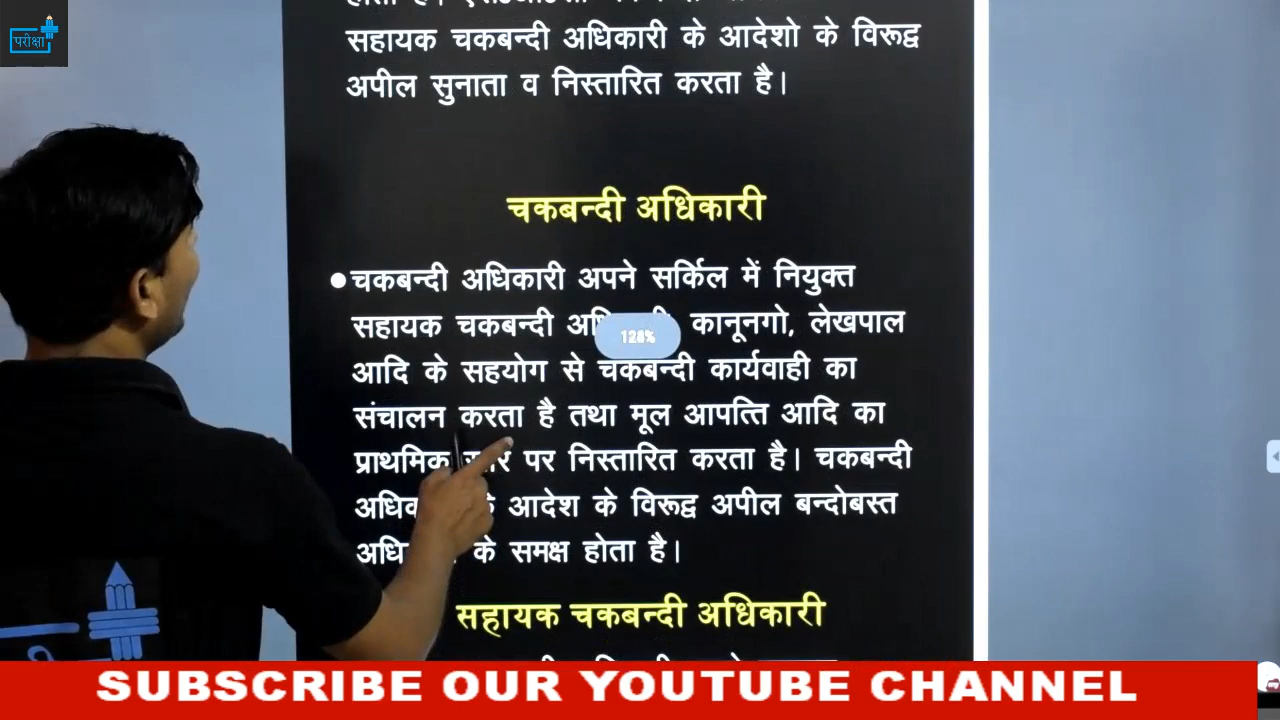 परीक्षा
सहायक चकबन्दी अधिकारी के आदेशो के विरूद्व
अपील सुनाता व निस्तारित करता है।
चकबन्दी अधिकारी
●चकबन्दी अधिकारी अपने सर्किल में नियुक्त
सहायक चकबन्दी कानूनगो, लेखपाल
128%
आदि के सहयोग से चकबन्दी कार्यवाही का
संचालन करता है तथा मूल आपत्ति आदि का
प्राथमिक पर निस्तारित करता है। चकबन्दी
आदेश के विरूद्व अपील बन्दोबस्त
के समक्ष होता है।
सहायक चकबन्दी अधिकारी
SUBSCRIBE OUR YOUTUBE CHANNEL